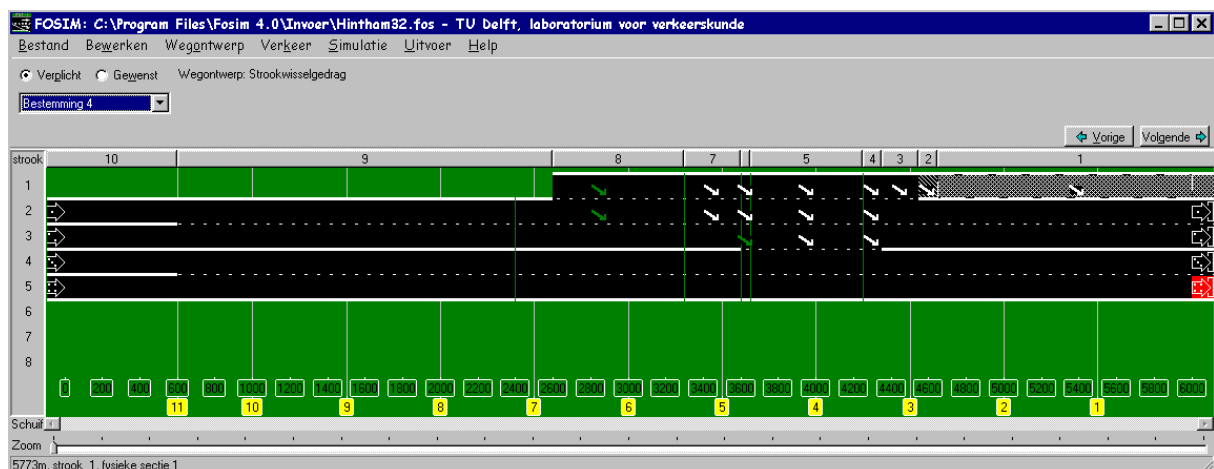 FOSIM: C:\Program Files\Fosim 4.0\Invoer\Hintham32.fos - TU Delft, laboratorium voor verkeerskunde
Bestand Bewerken Wegontwerp Verkeer Simulatie Uitvoer Help
Verplicht Gewenst Wegontwerp: Strookwisselgedrag
Bestemming 4
Vorige Volgende
strook 10 9 8 7 5 4 3 2 1
1
2
3
4
5
6
7
8
0 200 400 600 800 1000 1200 1400 1600 1800 2000 2200 2400 2600 2800 3000 3200 3400 3600 3800 4000 4200 4400 4600 4800 5000 5200 5400 5600 5800 6000
11 10 9 8 7 6 5 4 3 2 1
Schuif
Zoom
5773m, strook 1, fysieke sectie 1